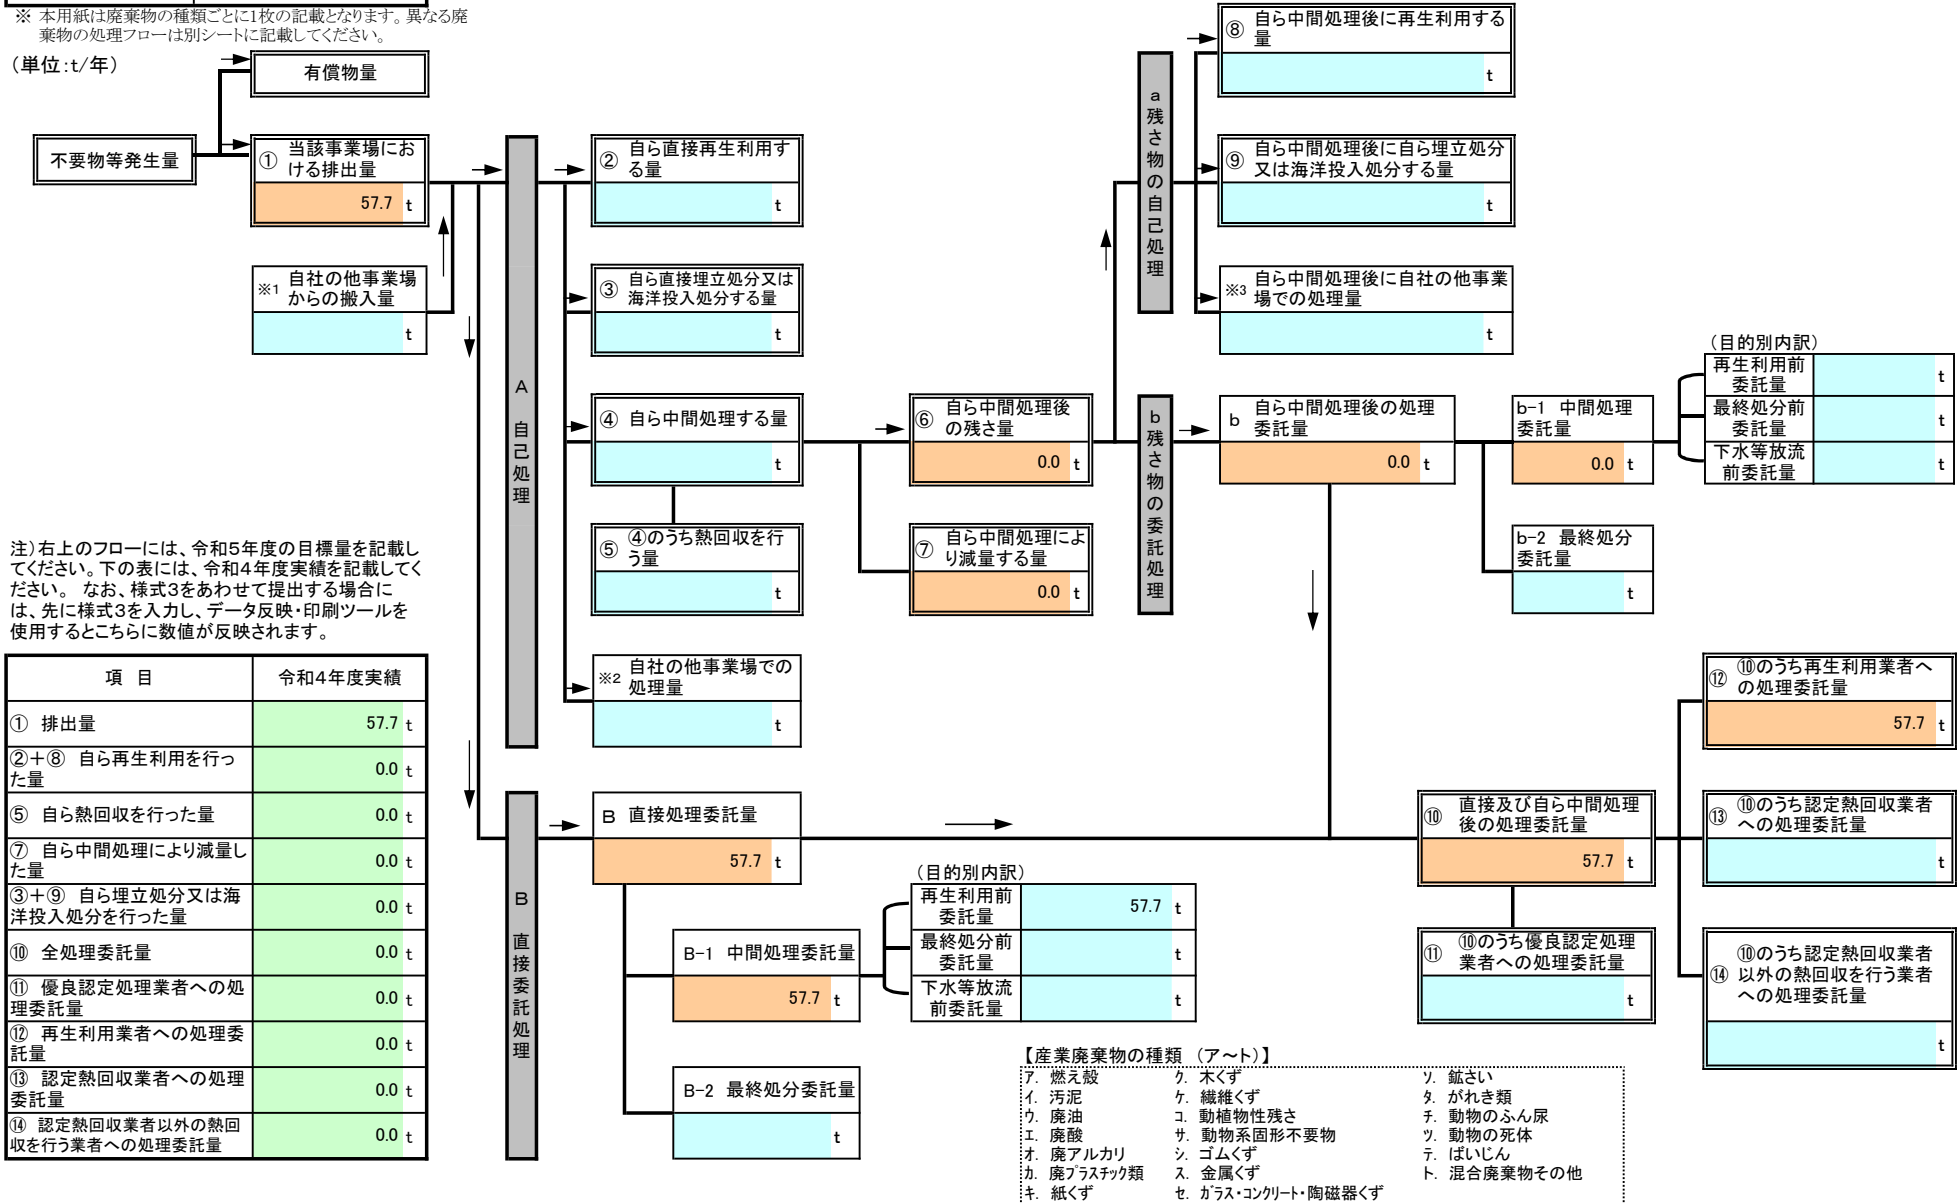 ※ 本用紙は廃棄物の種類ごとに1枚の記載となります。異なる廃
棄物の処理フローは別シートに記載してください。
(単位:t/年)
有償物量
不要物等発生量
① 当該事業場にお
ける排出量
57.7 t
※1 自社の他事業場
からの搬入量
t
A 自己処理
② 自ら直接再生利用す
る量
t
③ 自ら直接埋立処分又は
海洋投入処分する量
t
④ 自ら中間処理する量
t
⑤ ④のうち熱回収を行
う量
t
※2 自社の他事業場での
処理量
t
⑥ 自ら中間処理後
の残さ量
0.0 t
⑦ 自ら中間処理によ
り減量する量
0.0 t
a残さ物の自己処理
⑧ 自ら中間処理後に再生利用する
量
t
⑨ 自ら中間処理後に自ら埋立処分
又は海洋投入処分する量
t
※3 自ら中間処理後に自社の他事業
場での処理量
t
b残さ物の委託処理
b 自ら中間処理後の処理
委託量
0.0 t
b-1 中間処理
委託量
0.0 t
b-2 最終処分
委託量
t
(目的別内訳)
再生利用前
委託量
t
最終処分前
委託量
t
下水等放流
前委託量
t
注)右上のフローには、令和5年度の目標量を記載し
てください。下の表には、令和4年度実績を記載してく
ださい。 なお、様式3をあわせて提出する場合に
は、先に様式3を入力し、データ反映・印刷ツールを
使用するとこちらに数値が反映されます。
項 目 令和4年度実績
① 排出量 57.7 t
②+⑧ 自ら再生利用を行っ
た量 0.0 t
⑤ 自ら熱回収を行った量 0.0 t
⑦ 自ら中間処理により減量し
た量 0.0 t
③+⑨ 自ら埋立処分又は海
洋投入処分を行った量 0.0 t
⑩ 全処理委託量 0.0 t
⑪ 優良認定処理業者への処
理委託量 0.0 t
⑫ 再生利用業者への処理委
託量 0.0 t
⑬ 認定熱回収業者への処理
委託量 0.0 t
⑭ 認定熱回収業者以外の熱回
収を行う業者への処理委託量 0.0 t
B 直接委託処理
B 直接処理委託量
57.7 t
B-1 中間処理委託量
57.7 t
B-2 最終処分委託量
t
(目的別内訳)
再生利用前
委託量
57.7 t
最終処分前
委託量
t
下水等放流
前委託量
t
⑩ 直接及び自ら中間処理
後の処理委託量
57.7 t
⑪ ⑩のうち優良認定処理
業者への処理委託量
t
⑫ ⑩のうち再生利用業者へ
の処理委託量
57.7 t
⑬ ⑩のうち認定熱回収業者
への処理委託量
t
⑭ ⑩のうち認定熱回収業者
以外の熱回収を行う業者
への処理委託量
t
【産業廃棄物の種類 (ア~ト)】
ア. 燃え殻 ク. 木くず ソ. 鉱さい
イ. 汚泥 ケ. 繊維くず タ. がれき類
ウ. 廃油 コ. 動植物性残さ チ. 動物のふん尿
エ. 廃酸 サ. 動物系固形不要物 ツ. 動物の死体
オ. 廃アルカリ シ. ゴムくず テ. ばいじん
カ. 廃プラスチック類 ス. 金属くず ト. 混合廃棄物その他
キ. 紙くず セ. ガラス・コンクリート・陶磁器くず